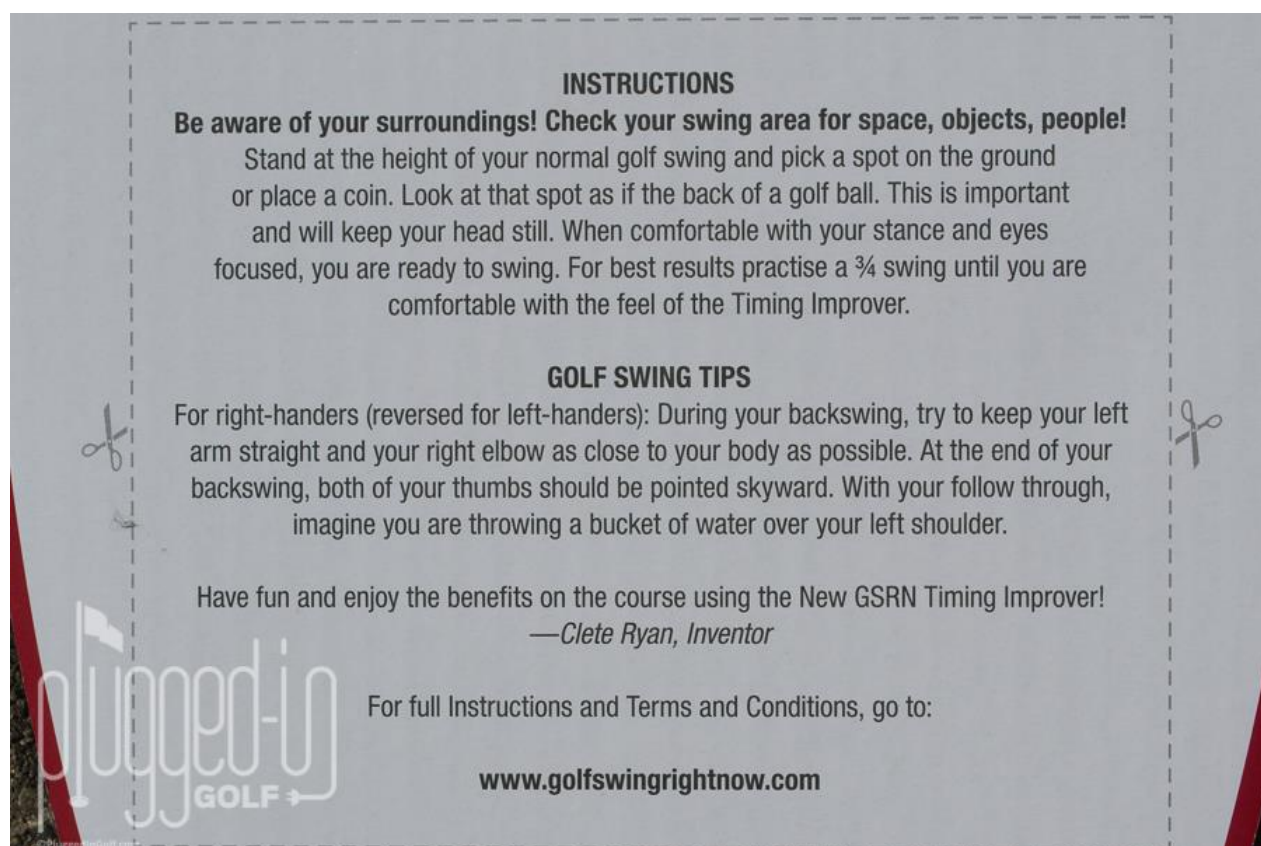 INSTRUCTIONS
Be aware of your surroundings! Check your swing area for space, objects, people!
Stand at the height of your normal golf swing and pick a spot on the ground
or place a coin. Look at that spot as if the back of a golf ball. This is important
and will keep your head still. When comfortable with your stance and eyes
focused, you are ready to swing. For best results practise a ¾ swing until you are
comfortable with the feel of the Timing Improver.
GOLF SWING TIPS
For right-handers (reversed for left-handers): During your backswing, try to keep your left
arm straight and your right elbow as close to your body as possible. At the end of your
backswing, both of your thumbs should be pointed skyward. With your follow through,
imagine you are throwing a bucket of water over your left shoulder.
Have fun and enjoy the benefits on the course using the New GSRN Timing Improver!
—Clete Ryan, Inventor
For full Instructions and Terms and Conditions, go to:
www.golfswingrightnow.com
plugged-in
GOLF